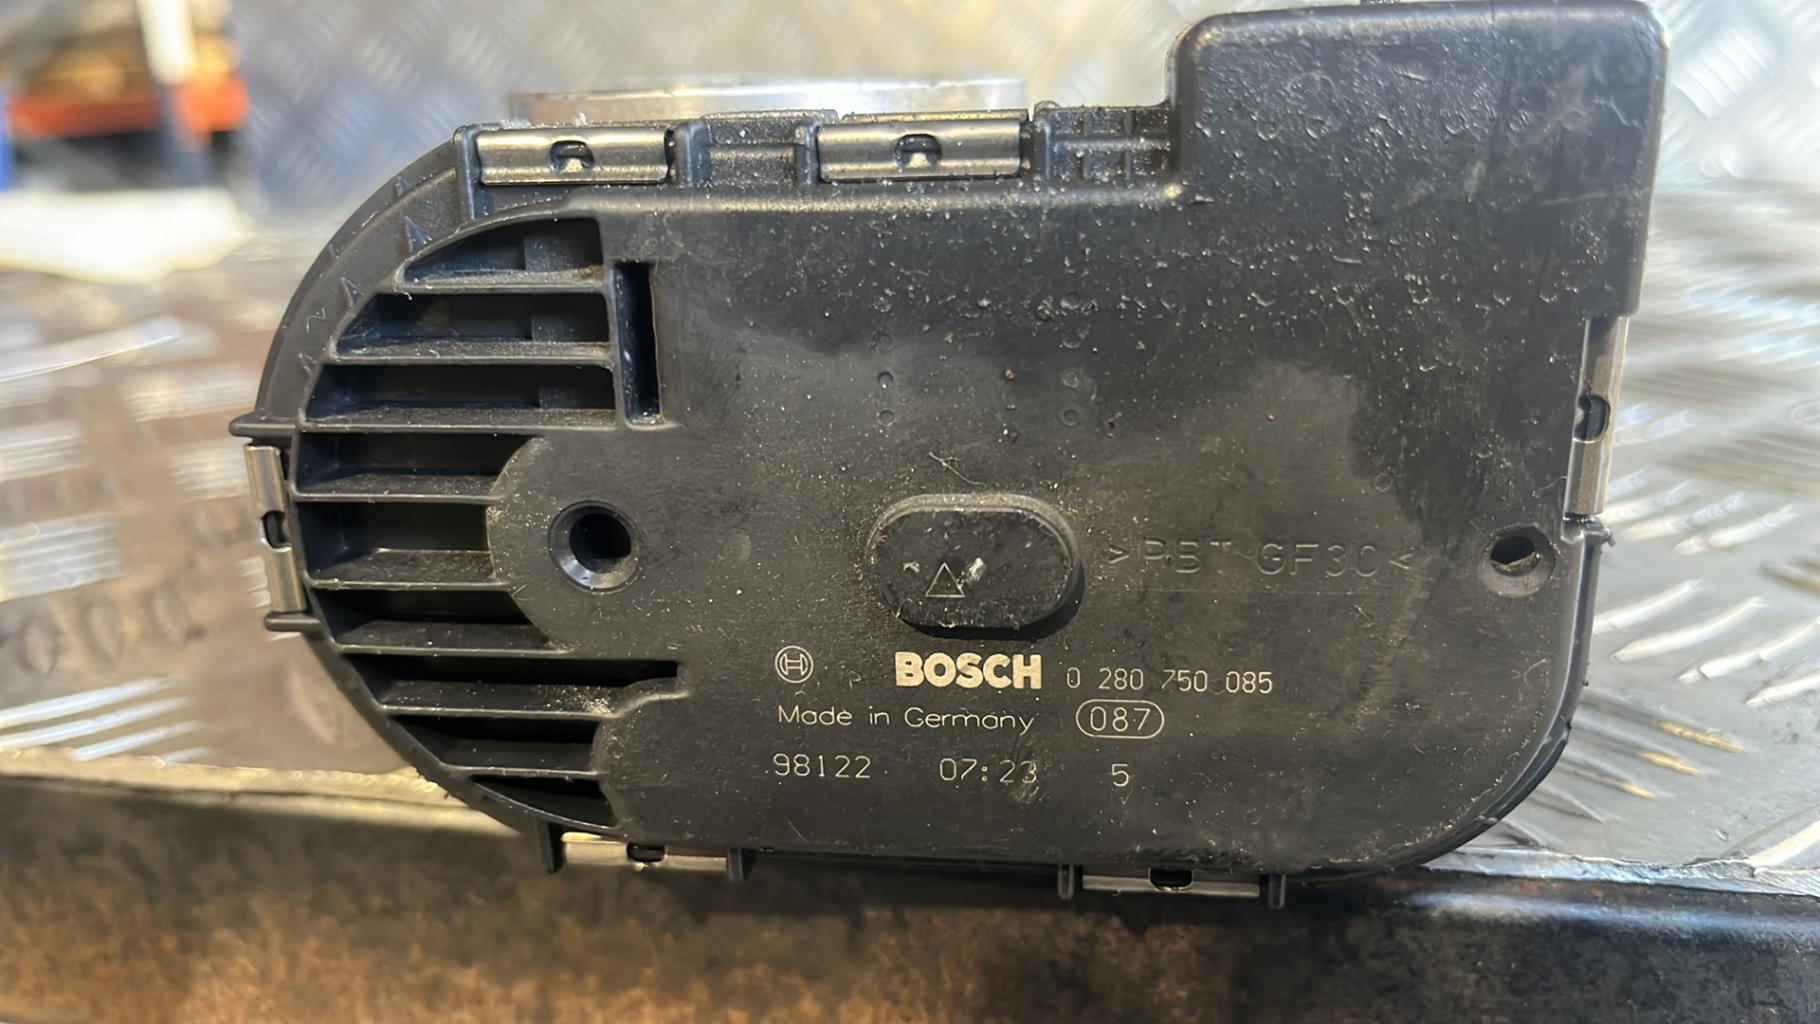 >PBT GF30<
BOSCH 0 280 750 085
Made in Germany 087
98122 07:23 5